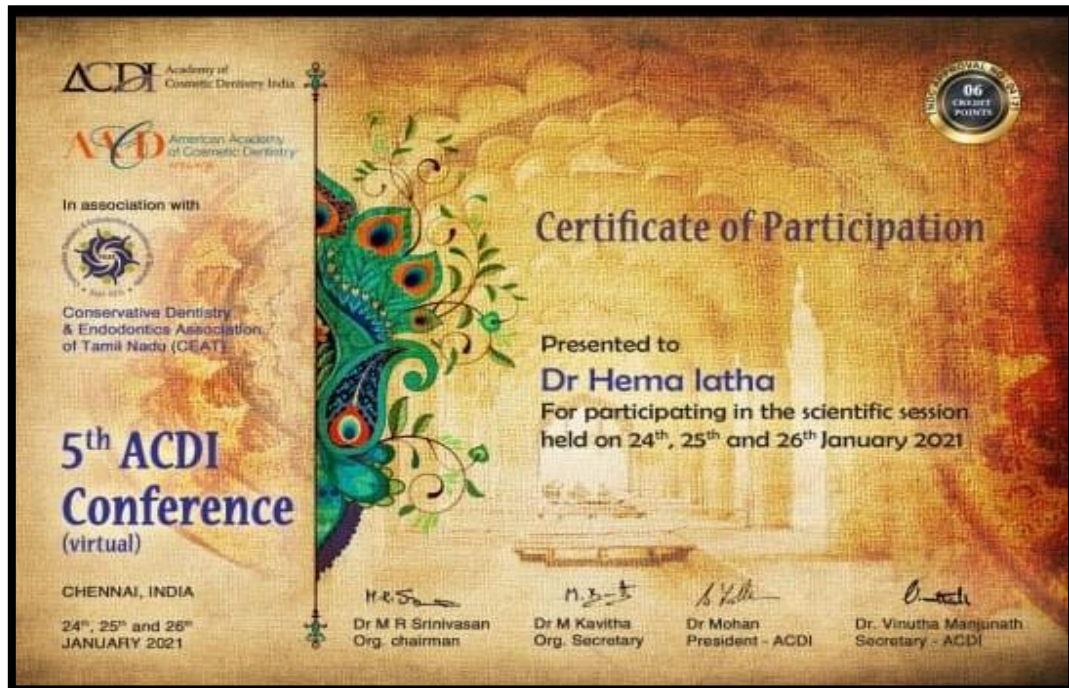 ACDI Academy of
Cosmetic Dentistry India
AACD American Academy
of Cosmetic Dentistry
In association with
Conservative Dentistry
& Endodontics Association
of Tamil Nadu (CEAT)
5th ACDI
Conference
(virtual)
CHENNAI, INDIA
24th, 25th and 26th
JANUARY 2021
06
CREDIT
POINTS
Certificate of Participation
Presented to
Dr Hema latha
For participating in the scientific session
held on 24th, 25th and 26th January 2021
Dr M R Srinivasan
Org. chairman
Dr M Kavitha
Org. Secretary
Dr Mohan
President - ACDI
Dr. Vinutha Manjunath
Secretary - ACDI